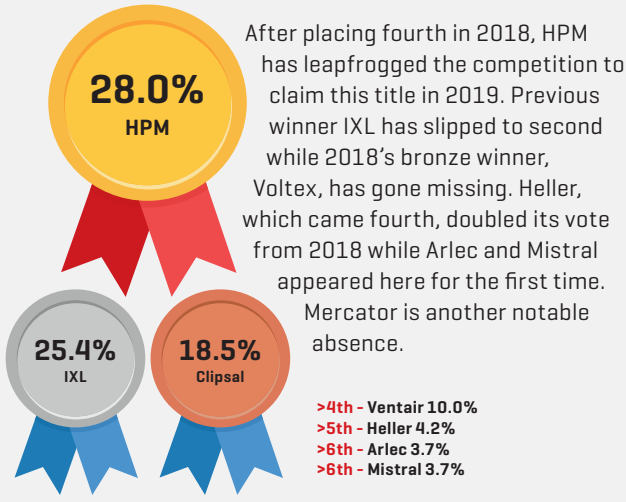 28.0%
HPM
After placing fourth in 2018, HPM
has leapfrogged the competition to
claim this title in 2019. Previous
winner IXL has slipped to second
while 2018’s bronze winner,
Voltex, has gone missing. Heller,
which came fourth, doubled its vote
from 2018 while Arlec and Mistral
appeared here for the first time.
Mercator is another notable
absence.
25.4%
IXL
18.5%
Clipsal
>4th - Ventair 10.0%
>5th - Heller 4.2%
>6th - Arlec 3.7%
>6th - Mistral 3.7%